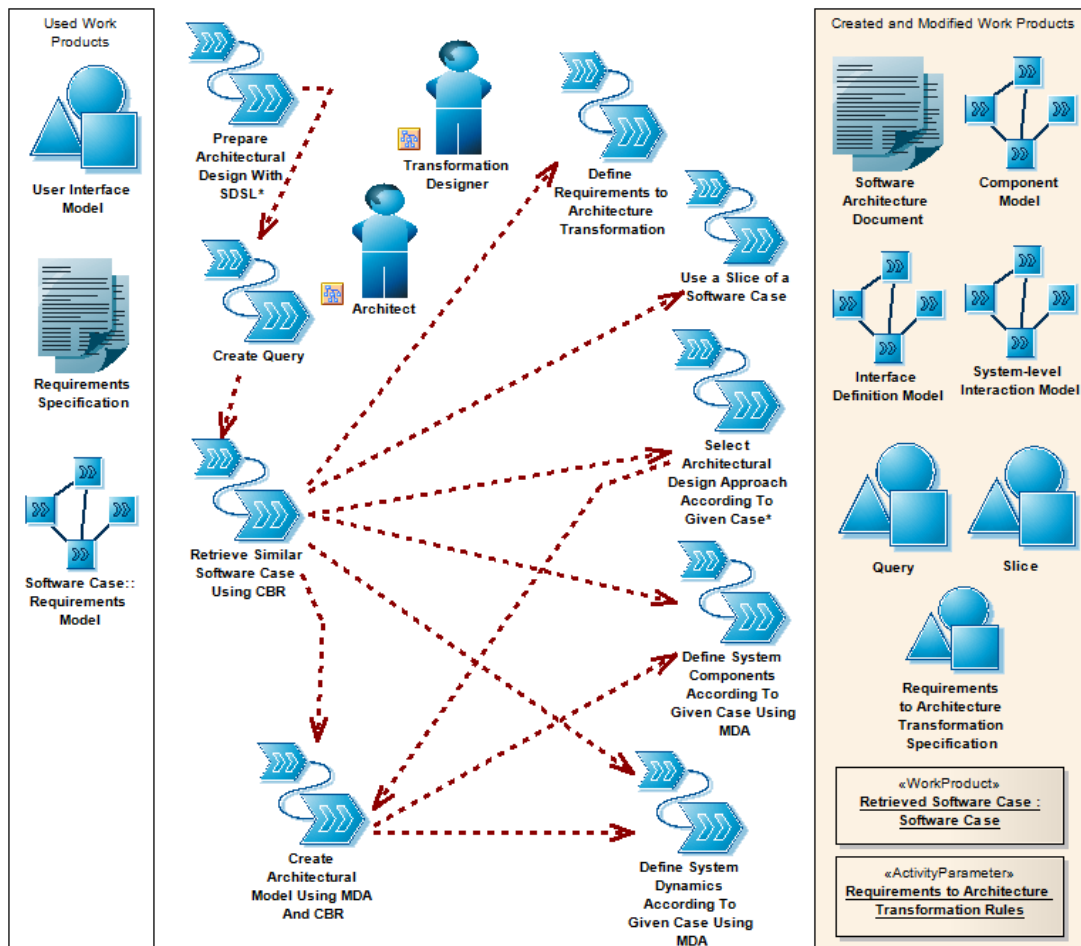 Used Work
Products
User Interface
Model
Requirements
Specification
Software Case::
Requirements
Model
Prepare
Architectural
Design With
SDSL*
Transformation
Designer
Define
Requirements to
Architecture
Transformation
Architect
Use a Slice of a
Software Case
Create Query
Select
Architectural
Design Approach
According To
Given Case*
Retrieve Similar
Software Case
Using CBR
Define System
Components
According To
Given Case Using
MDA
Create
Architectural
Model Using MDA
And CBR
Define System
Dynamics
According To
Given Case Using
MDA
Created and Modified Work Products
Software
Architecture
Document
Component
Model
Interface
Definition Model
System-level
Interaction Model
Query
Slice
Requirements
to Architecture
Transformation
Specification
«WorkProduct»
Retrieved Software Case :
Software Case
«ActivityParameter»
Requirements to Architecture
Transformation Rules